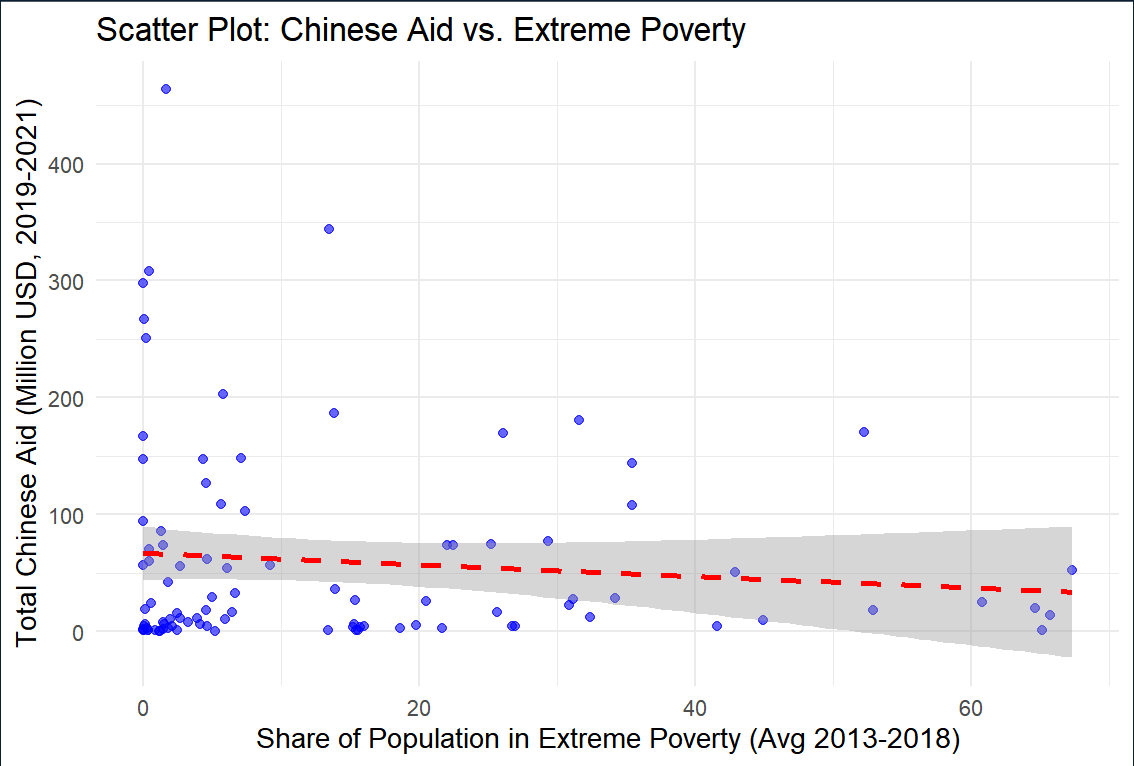 Scatter Plot: Chinese Aid vs. Extreme Poverty
Total Chinese Aid (Million USD, 2019-2021)
400
300
200
100
0
0 20 40 60
Share of Population in Extreme Poverty (Avg 2013-2018)